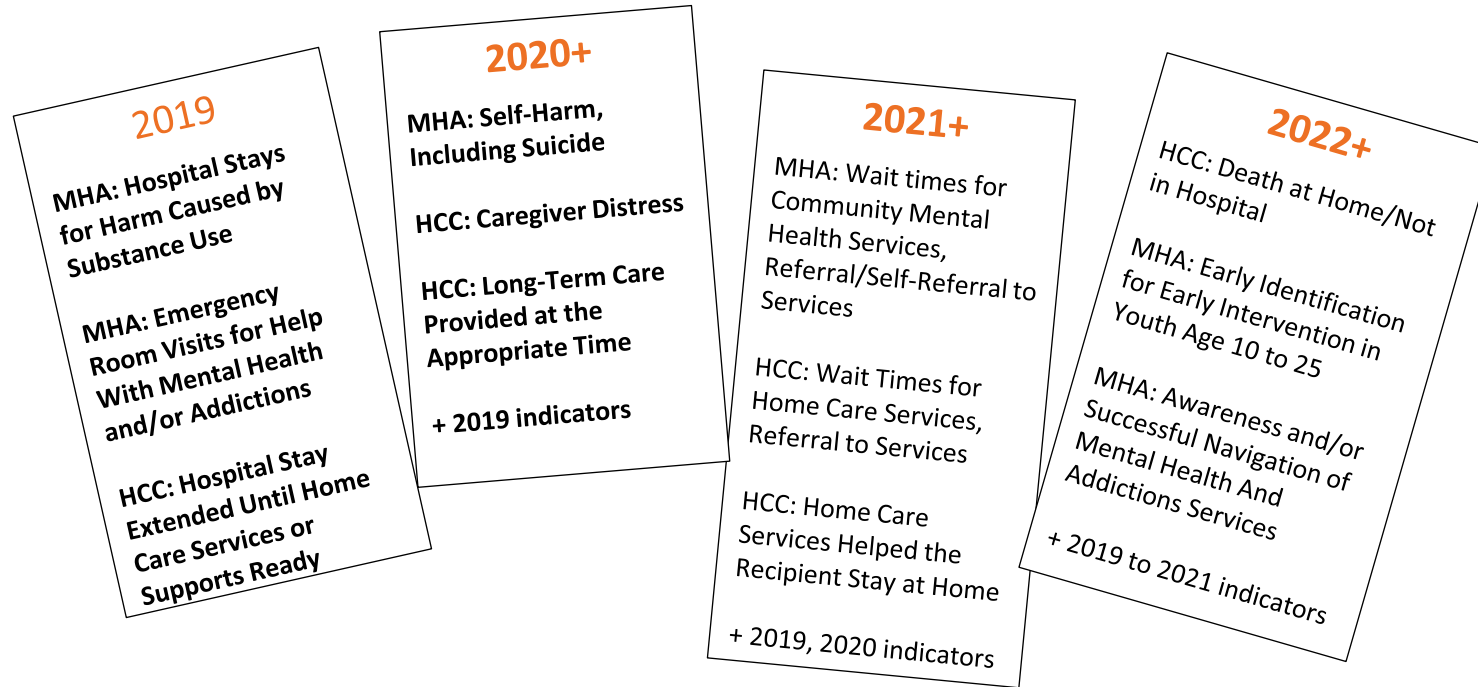 2019
MHA: Hospital Stays
for Harm Caused by
Substance Use
MHA: Emergency
Room Visits for Help
With Mental Health
and/or Addictions
HCC: Hospital Stay
Extended Until Home
Care Services or
Supports Ready
2020+
MHA: Self-Harm,
Including Suicide
HCC: Caregiver Distress
HCC: Long-Term Care
Provided at the
Appropriate Time
+ 2019 indicators
2021+
MHA: Wait times for
Community Mental
Health Services,
Referral/Self-Referral to
Services
HCC: Wait Times for
Home Care Services,
Referral to Services
HCC: Home Care
Services Helped the
Recipient Stay at Home
+ 2019, 2020 indicators
2022+
HCC: Death at Home/Not
in Hospital
MHA: Early Identification
for Early Intervention in
Youth Age 10 to 25
MHA: Awareness and/or
Successful Navigation of
Mental Health And
Addictions Services
+ 2019 to 2021 indicators